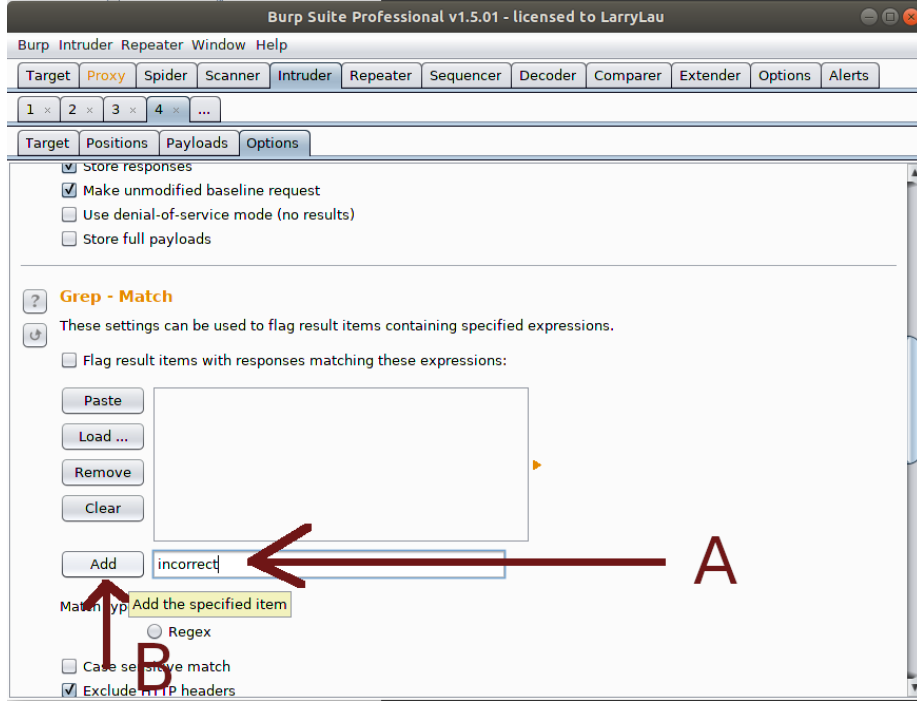 Burp Suite Professional v1.5.01 - licensed to LarryLau
Burp Intruder Repeater Window Help
Target Proxy Spider Scanner Intruder Repeater Sequencer Decoder Comparer Extender Options Alerts
1 × 2 × 3 × 4 × ...
Target Positions Payloads Options
Store responses
Make unmodified baseline request
Use denial-of-service mode (no results)
Store full payloads
?
Grep - Match
These settings can be used to flag result items containing specified expressions.
Flag result items with responses matching these expressions:
Paste
Load ...
Remove
Clear
Add incorrect
A
Add the specified item
Regex
B
Case sensitive match
Exclude HTTP headers